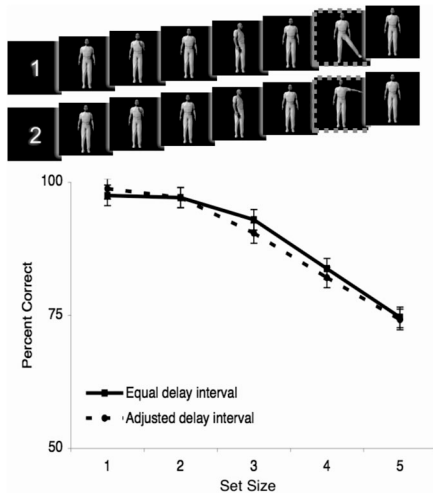 1
2
100
75
50
Percent Correct
Equal delay interval
Adjusted delay interval
1 2 3 4 5
Set Size